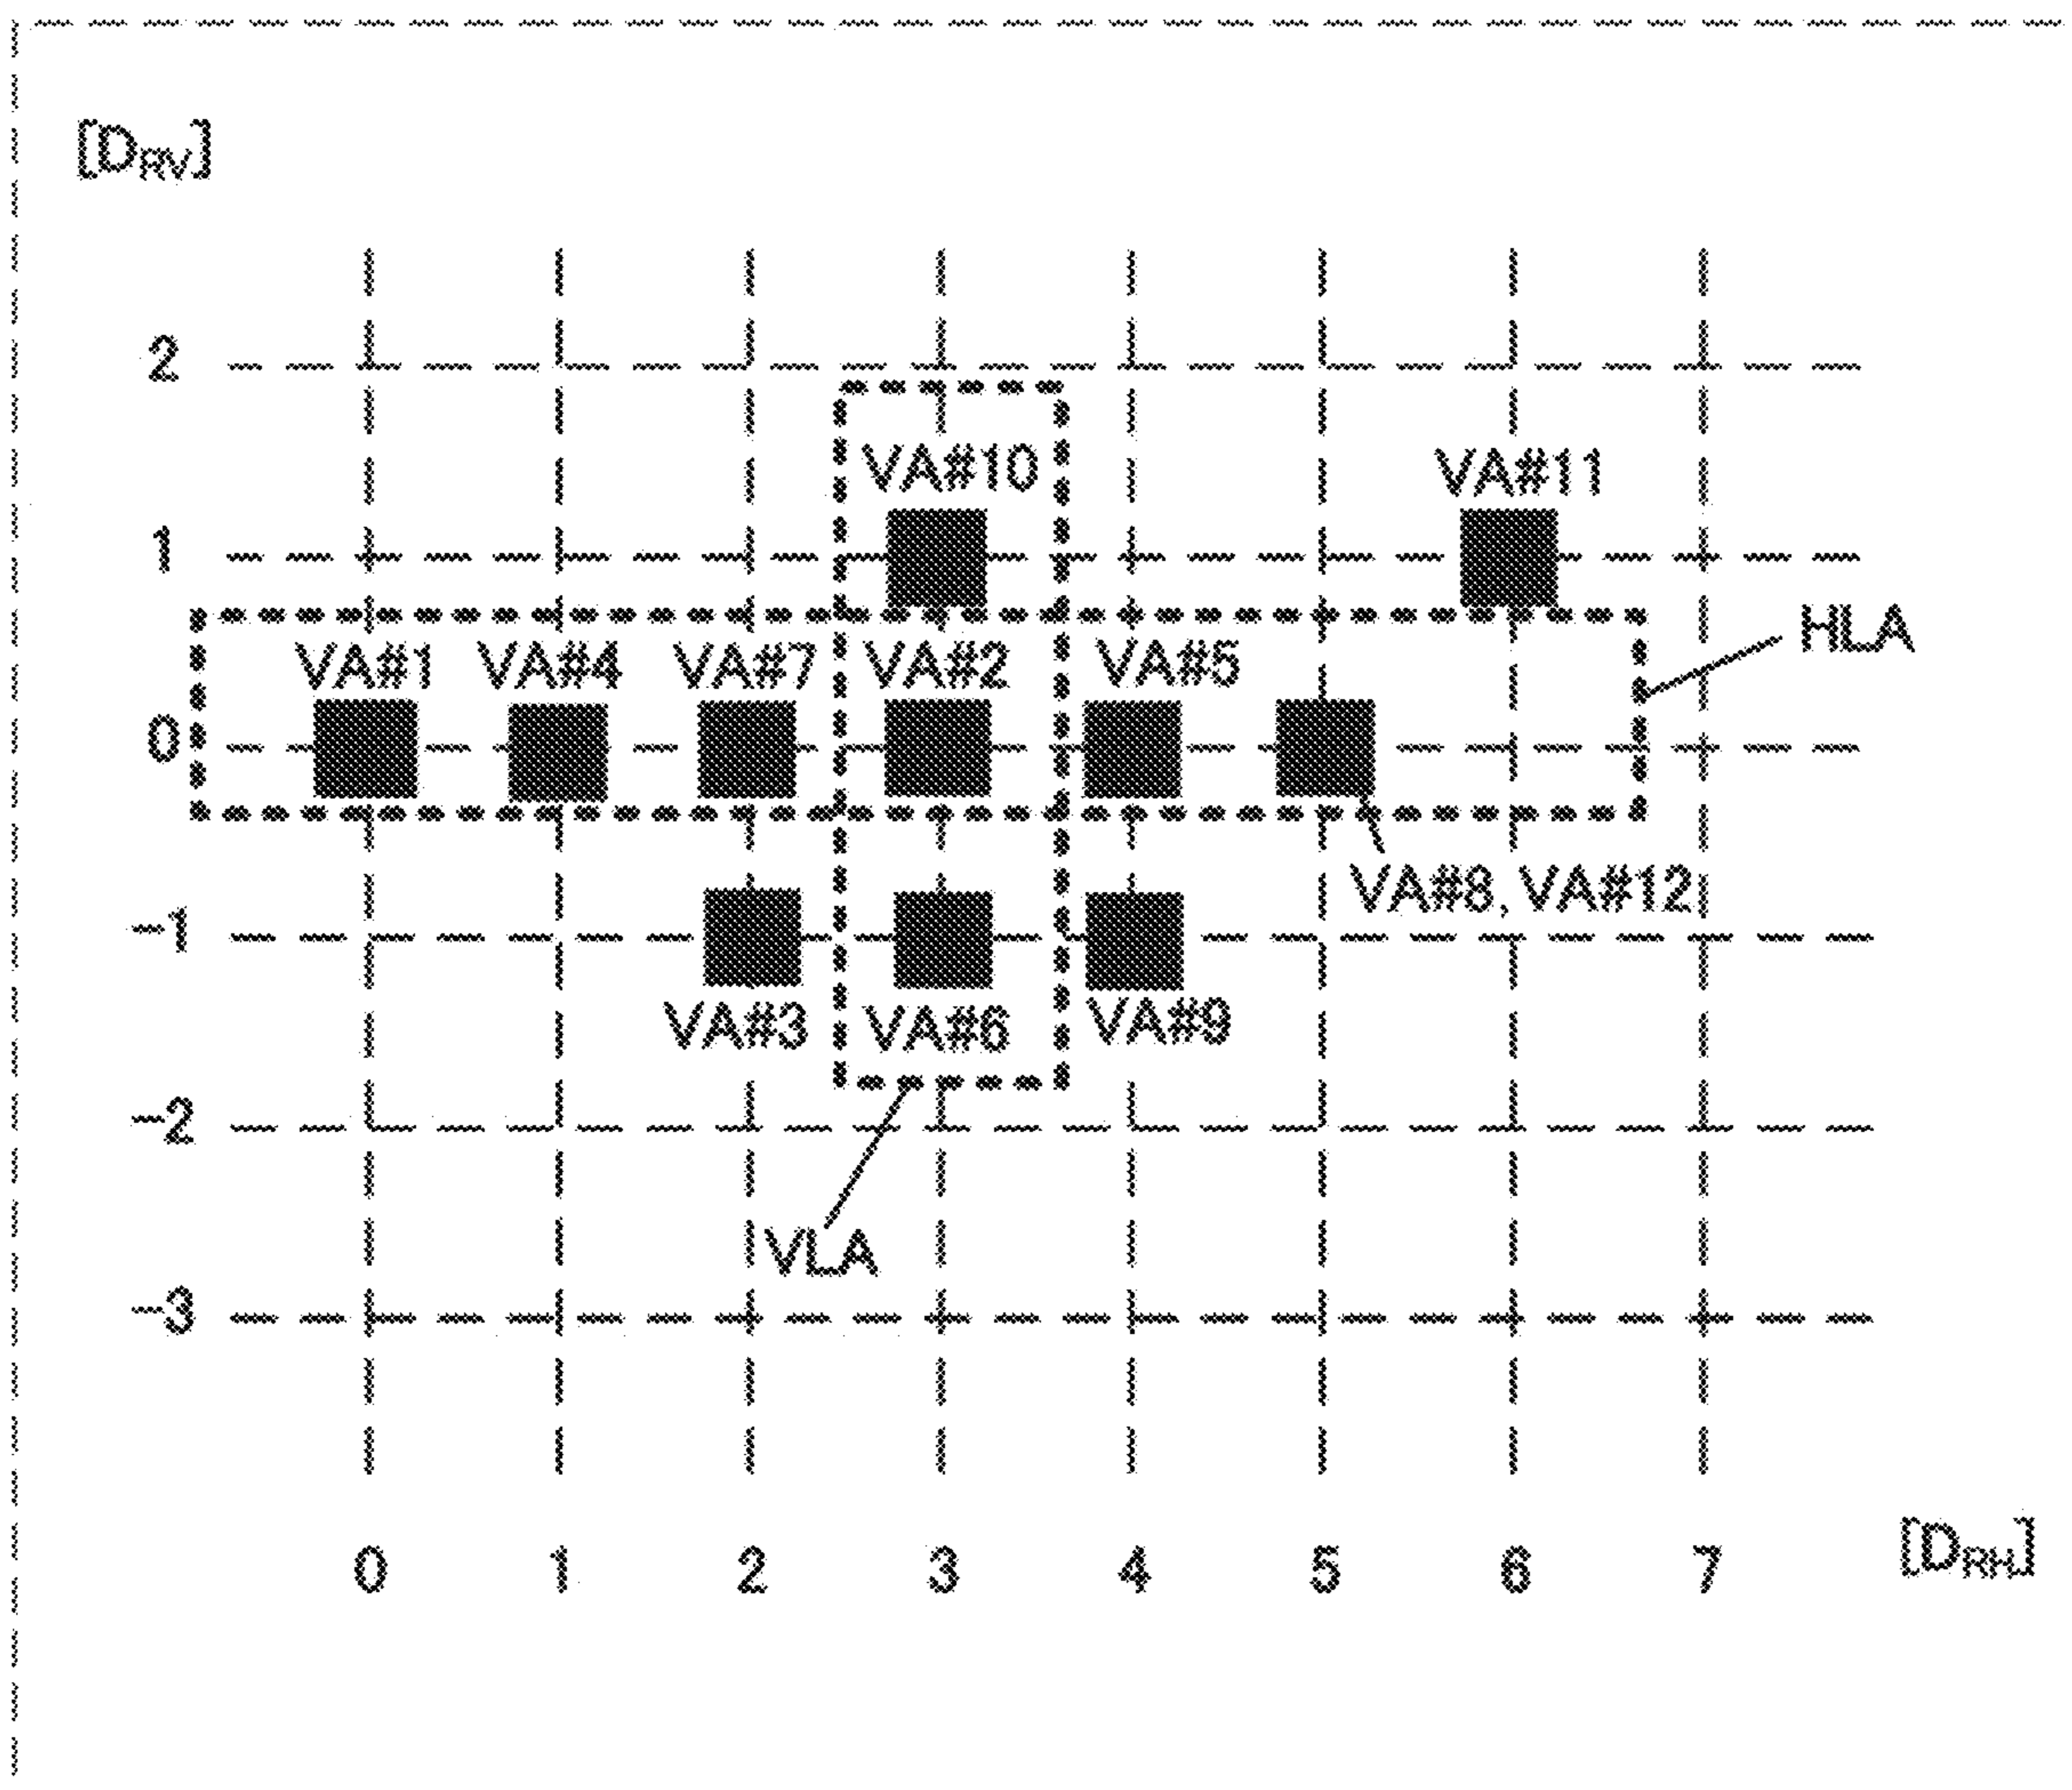 [DRV]
2
VA#10 VA#11
1
HLA
VA#1 VA#4 VA#7 VA#2 VA#5
0
VA#8, VA#12
-1
VA#3 VA#6 VA#9
-2
VLA
-3
0 1 2 3 4 5 6 7 [DRH]